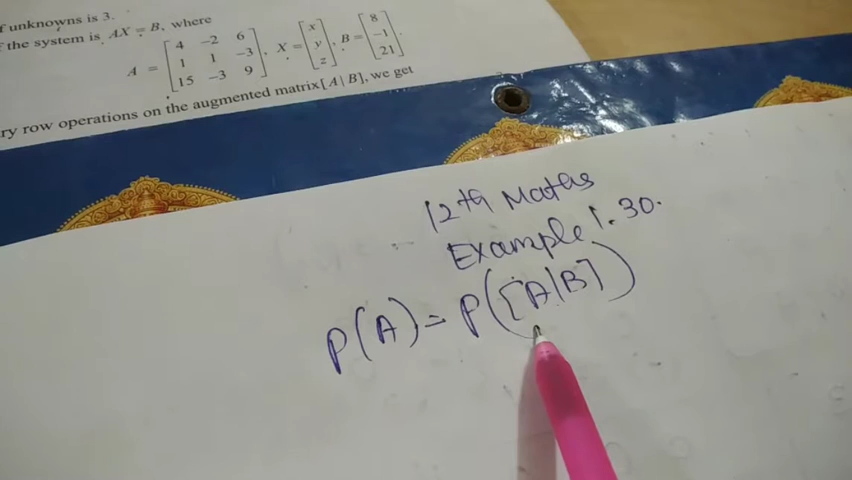 f unknowns is 3.
f the system is AX = B, where
A = [4 -2 6; 1 1 -3; 15 -3 9], X = [x; y; z], B = [8; -1; 21].
ry row operations on the augmented matrix[A | B], we get
12th Maths
Example 1.30.
P(A) = P([A|B])